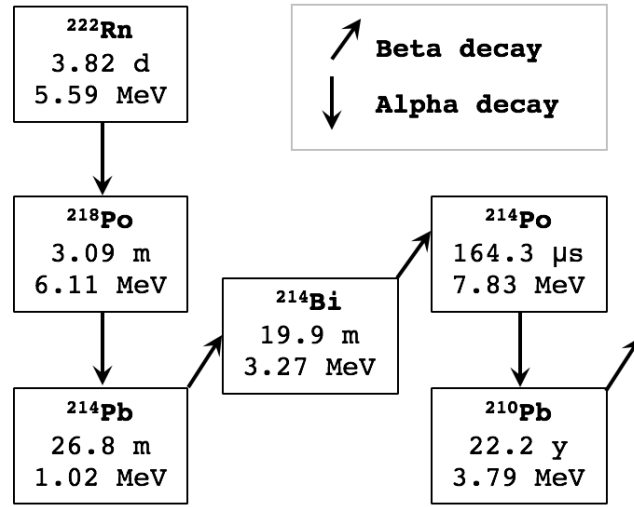 ²²²Rn
3.82 d
5.59 MeV
Beta decay
Alpha decay
²¹⁸Po
3.09 m
6.11 MeV
²¹⁴Pb
26.8 m
1.02 MeV
²¹⁴Bi
19.9 m
3.27 MeV
²¹⁴Po
164.3 µs
7.83 MeV
²¹⁰Pb
22.2 y
3.79 MeV